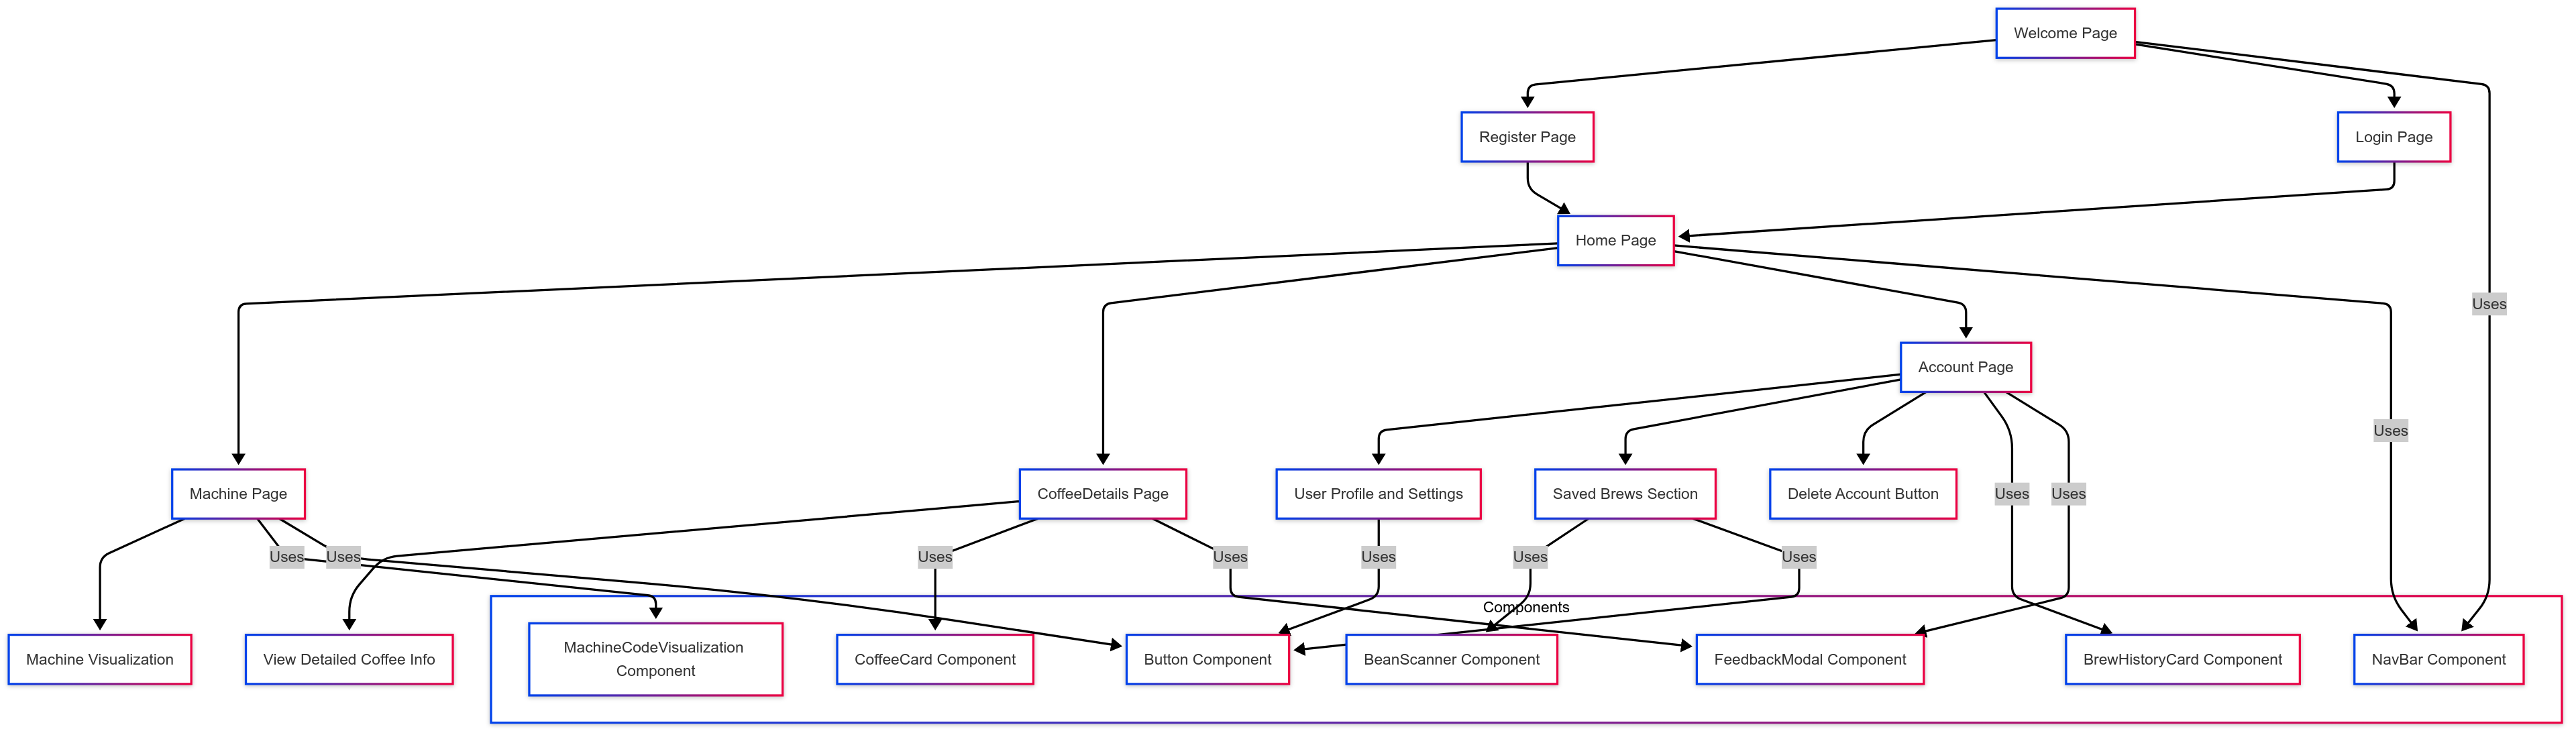 Welcome Page
Register Page
Login Page
Home Page
Uses
Account Page
Uses
Machine Page
CoffeeDetails Page
User Profile and Settings
Saved Brews Section
Delete Account Button
Uses
Uses
Uses
Uses
Uses
Uses
Uses
Uses
Uses
Components
Machine Visualization
View Detailed Coffee Info
MachineCodeVisualization
Component
CoffeeCard Component
Button Component
BeanScanner Component
FeedbackModal Component
BrewHistoryCard Component
NavBar Component